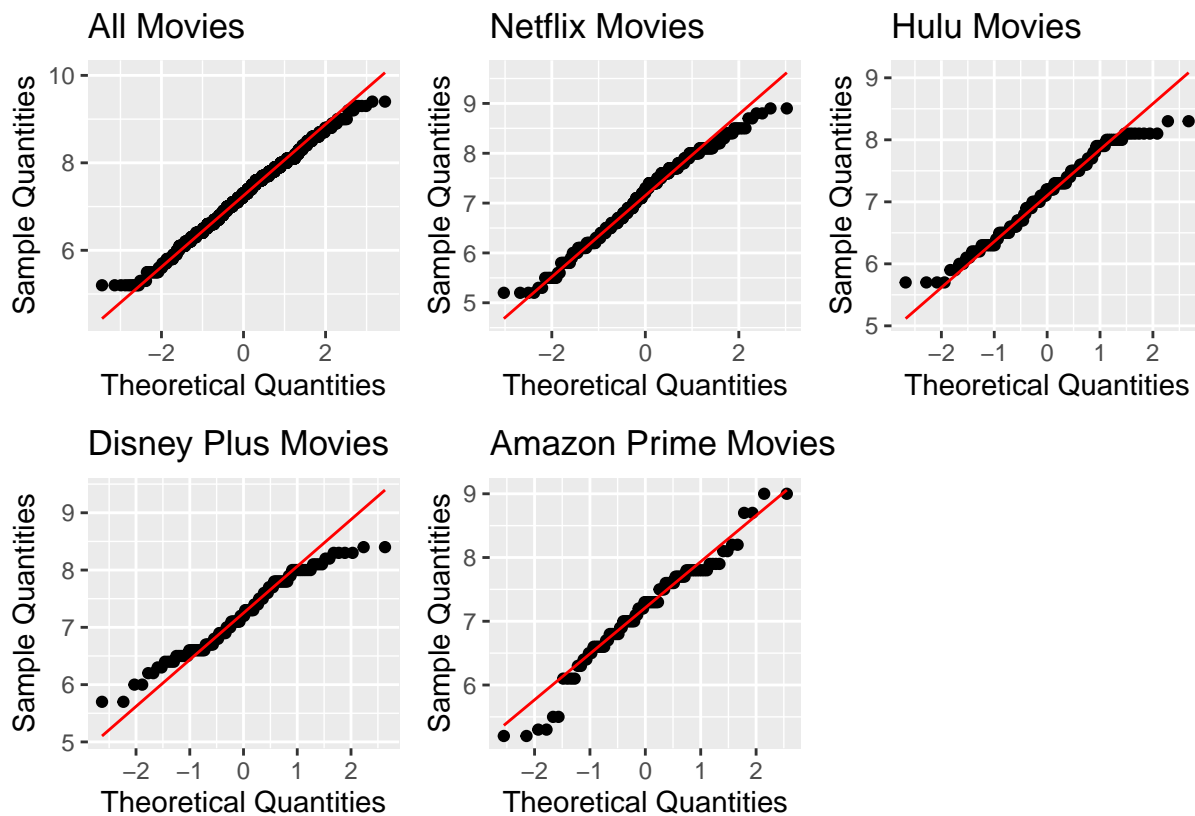 All Movies
Netflix Movies
Hulu Movies
10
8
6
−2 0 2
Sample Quantities
Theoretical Quantities
9
8
7
6
5
−2 0 2
Sample Quantities
Theoretical Quantities
9
8
7
6
5
−2 −1 0 1 2
Sample Quantities
Theoretical Quantities
Disney Plus Movies
Amazon Prime Movies
9
8
7
6
5
−2 −1 0 1 2
Sample Quantities
Theoretical Quantities
9
8
7
6
−2 −1 0 1 2
Sample Quantities
Theoretical Quantities